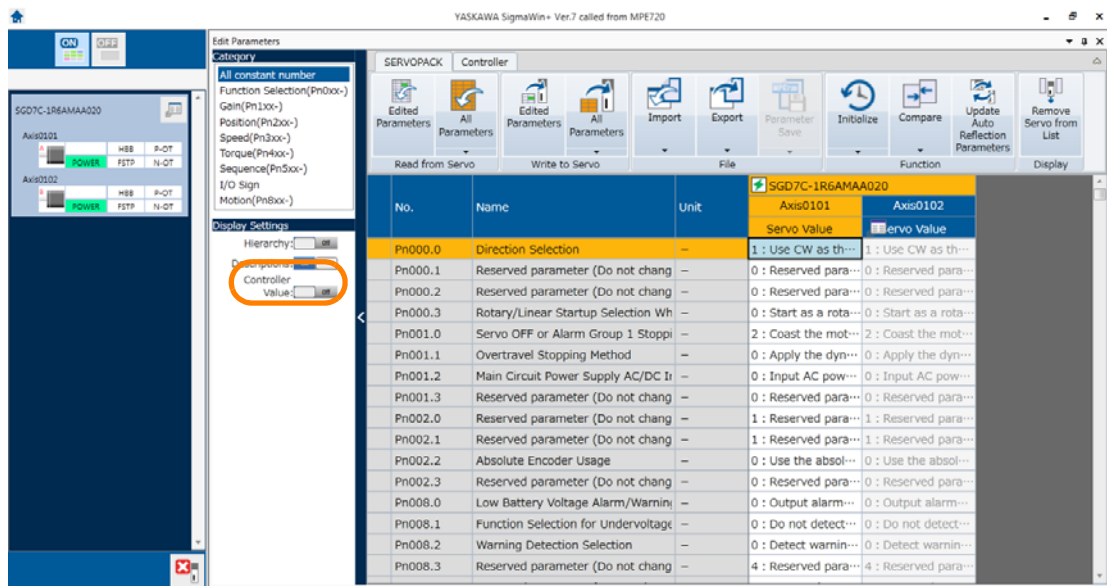 YASKAWA SigmaWin+ Ver.7 called from MPE720
ON OFF
SGD7C-1R6AMAA020
Axis0101
A HBB P-OT
POWER FSTP N-OT
Axis0102
B HBB P-OT
POWER FSTP N-OT
Edit Parameters
Category
All constant number
Function Selection(Pn0xx-)
Gain(Pn1xx-)
Position(Pn2xx-)
Speed(Pn3xx-)
Torque(Pn4xx-)
Sequence(Pn5xx-)
I/O Sign
Motion(Pn8xx-)
Display Settings
Hierarchy: Off
Descriptions:
Controller
Value: Off
SERVOPACK Controller
Edited Parameters
All Parameters
Edited Parameters
All Parameters
Import
Export
Parameter Save
Initialize
Compare
Update Auto Reflection Parameters
Remove Servo from List
Read from Servo Write to Servo File Function Display
SGD7C-1R6AMAA020
No. Name Unit Axis0101 Axis0102
Servo Value ervo Value
Pn000.0 Direction Selection – 1 : Use CW as th··· 1 : Use CW as th···
Pn000.1 Reserved parameter (Do not chang – 0 : Reserved para··· 0 : Reserved para···
Pn000.2 Reserved parameter (Do not chang – 0 : Reserved para··· 0 : Reserved para···
Pn000.3 Rotary/Linear Startup Selection Wh – 0 : Start as a rota··· 0 : Start as a rota···
Pn001.0 Servo OFF or Alarm Group 1 Stoppi – 2 : Coast the mot··· 2 : Coast the mot···
Pn001.1 Overtravel Stopping Method – 0 : Apply the dyn··· 0 : Apply the dyn···
Pn001.2 Main Circuit Power Supply AC/DC Ir – 0 : Input AC pow··· 0 : Input AC pow···
Pn001.3 Reserved parameter (Do not chang – 0 : Reserved para··· 0 : Reserved para···
Pn002.0 Reserved parameter (Do not chang – 1 : Reserved para··· 1 : Reserved para···
Pn002.1 Reserved parameter (Do not chang – 1 : Reserved para··· 1 : Reserved para···
Pn002.2 Absolute Encoder Usage – 0 : Use the absol··· 0 : Use the absol···
Pn002.3 Reserved parameter (Do not chang – 0 : Reserved para··· 0 : Reserved para···
Pn008.0 Low Battery Voltage Alarm/Warning – 0 : Output alarm··· 0 : Output alarm···
Pn008.1 Function Selection for Undervoltage – 0 : Do not detect··· 0 : Do not detect···
Pn008.2 Warning Detection Selection – 0 : Detect warnin··· 0 : Detect warnin···
Pn008.3 Reserved parameter (Do not chang – 4 : Reserved para··· 4 : Reserved para···